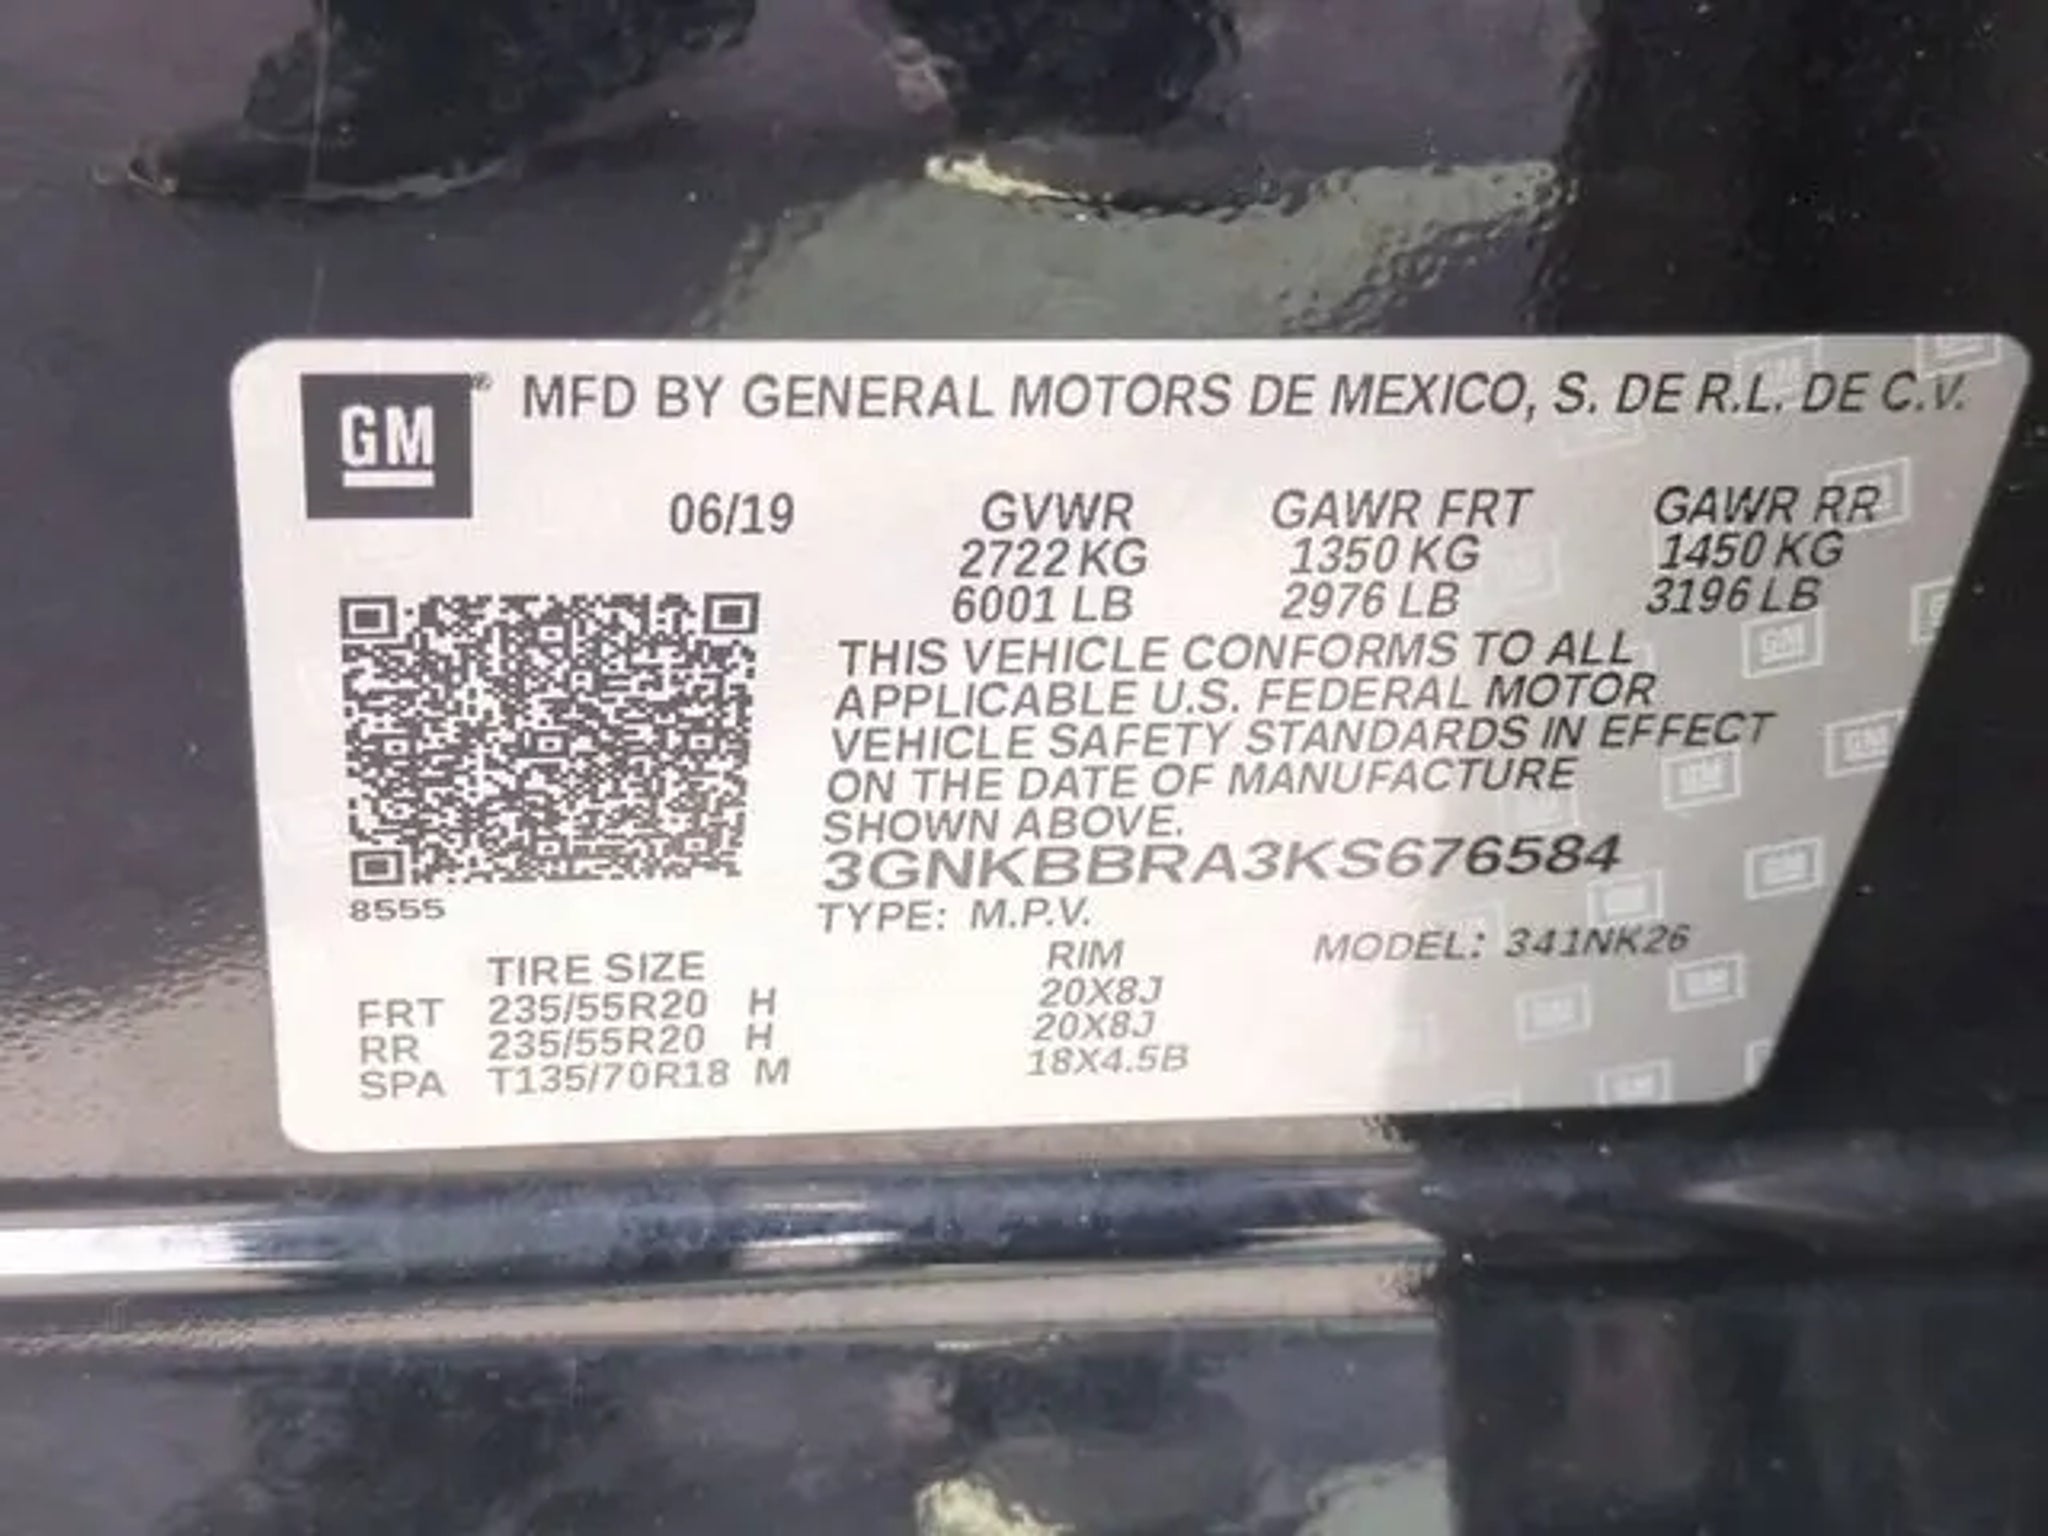 GM® MFD BY GENERAL MOTORS DE MEXICO, S. DE R.L. DE C.V.
06/19 GVWR GAWR FRT GAWR RR
2722 KG 1350 KG 1450 KG
6001 LB 2976 LB 3196 LB
THIS VEHICLE CONFORMS TO ALL
APPLICABLE U.S. FEDERAL MOTOR
VEHICLE SAFETY STANDARDS IN EFFECT
ON THE DATE OF MANUFACTURE
SHOWN ABOVE.
3GNKBBRA3KS676584
8555
TYPE: M.P.V. MODEL: 341NK26
TIRE SIZE RIM
FRT 235/55R20 H 20X8J
RR 235/55R20 H 20X8J
SPA T135/70R18 M 18X4.5B